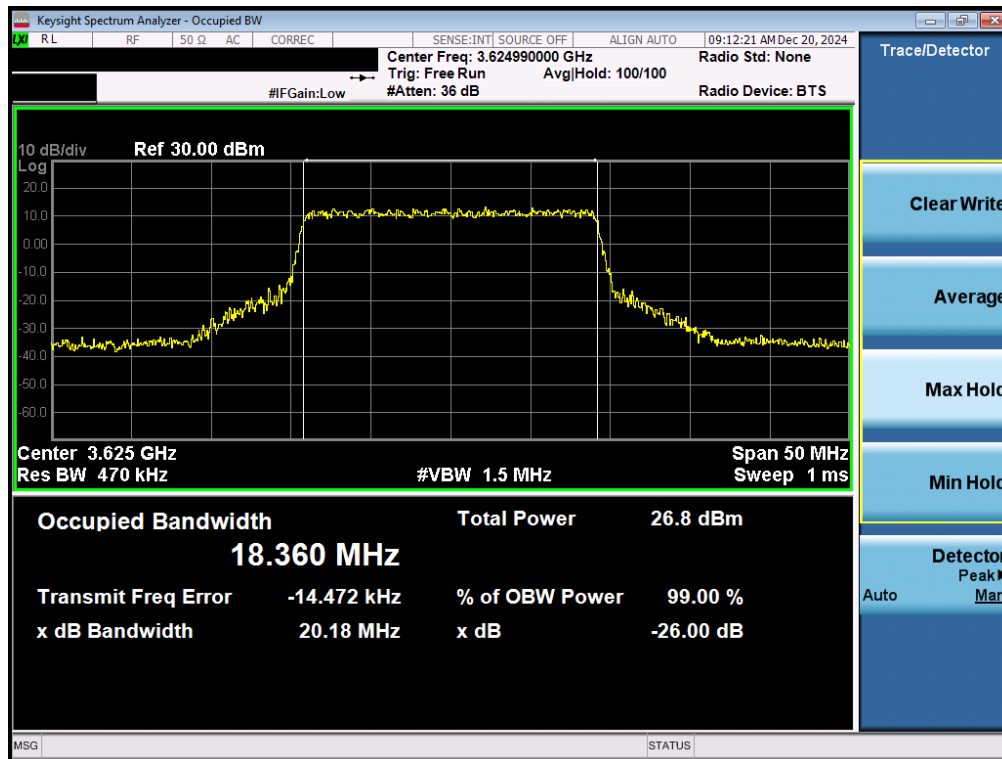 Keysight Spectrum Analyzer - Occupied BW
LXI RL RF 50 Ω AC CORREC SENSE:INT SOURCE OFF ALIGN AUTO 09:12:21 AM Dec 20, 2024
Center Freq: 3.624990000 GHz Radio Std: None
Trig: Free Run Avg|Hold: 100/100
#IFGain:Low #Atten: 36 dB Radio Device: BTS
Trace/Detector
10 dB/div Ref 30.00 dBm
Log
20.0
10.0
0.00
-10.0
-20.0
-30.0
-40.0
-50.0
-60.0
Center 3.625 GHz Span 50 MHz
Res BW 470 kHz #VBW 1.5 MHz Sweep 1 ms
Occupied Bandwidth Total Power 26.8 dBm
18.360 MHz
Transmit Freq Error -14.472 kHz % of OBW Power 99.00 %
x dB Bandwidth 20.18 MHz x dB -26.00 dB
Clear Write
Average
Max Hold
Min Hold
Detector
Peak
Auto Man
MSG STATUS